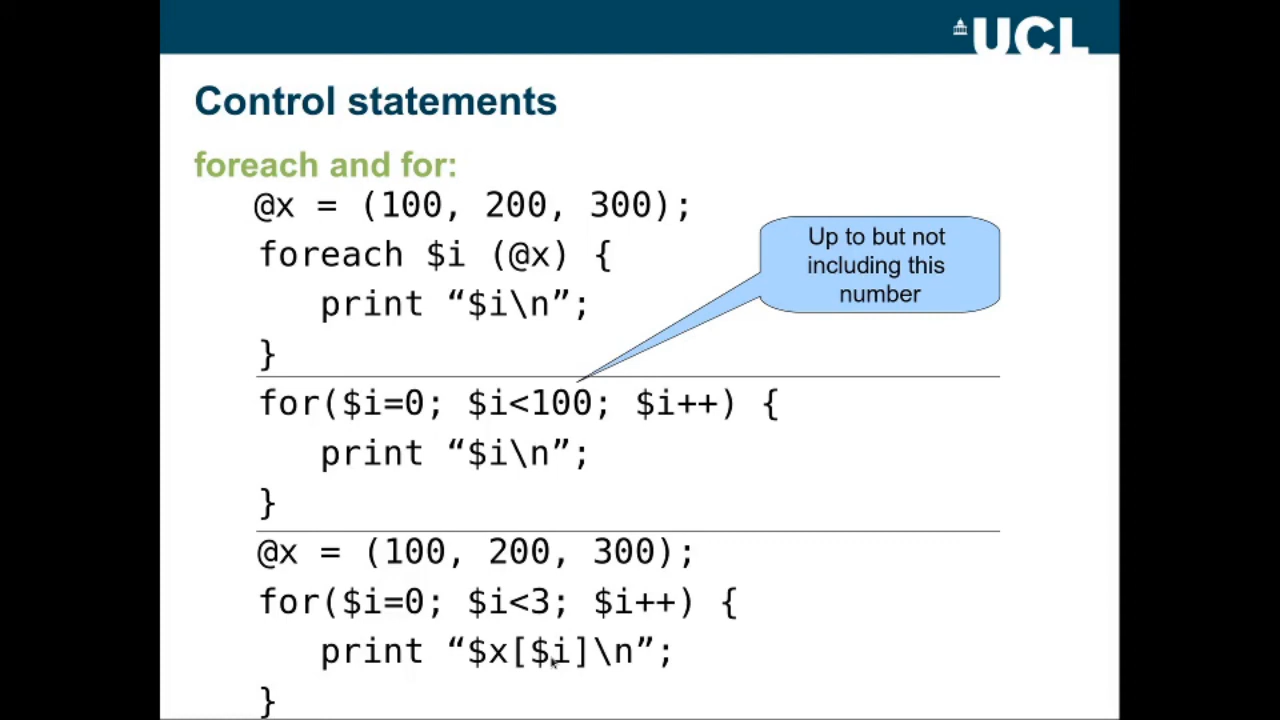 UCL
Control statements
foreach and for:
@x = (100, 200, 300);
foreach $i (@x) {
print “$i\n”;
}
Up to but not
including this
number
for($i=0; $i<100; $i++) {
print “$i\n”;
}
@x = (100, 200, 300);
for($i=0; $i<3; $i++) {
print “$x[$i]\n”;
}